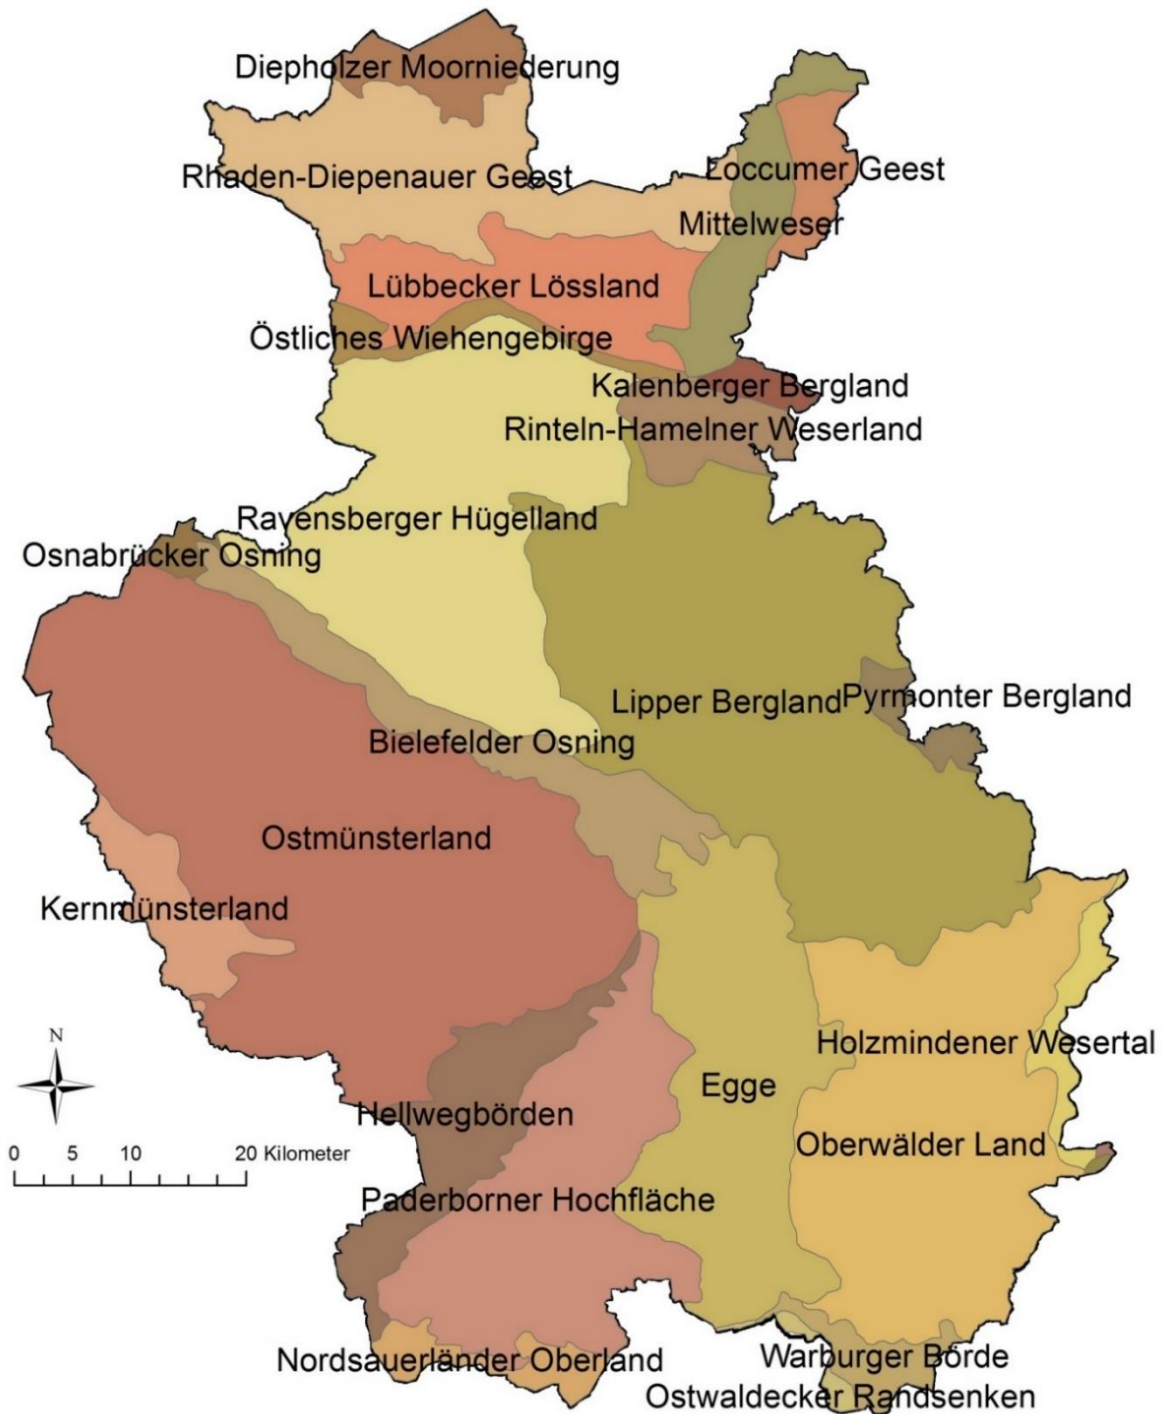 Diepholzer Moorniederung
Rhaden-Diepenauer Geest
Loccumer Geest
Mittelweser
Lübbecker Lössland
Östliches Wiehengebirge
Kalenberger Bergland
Rinteln-Hamelner Weserland
Ravensberger Hügelland
Osnabrücker Osning
Lipper Bergland
Pyrmonter Bergland
Bielefelder Osning
Ostmünsterland
Kernmünsterland
N
Holzmindener Wesertal
Egge
Hellwegbörden
Oberwälder Land
0 5 10 20 Kilometer
Paderborner Hochfläche
Nordsauerländer Oberland
Warburger Börde
Ostwaldecker Randsenken